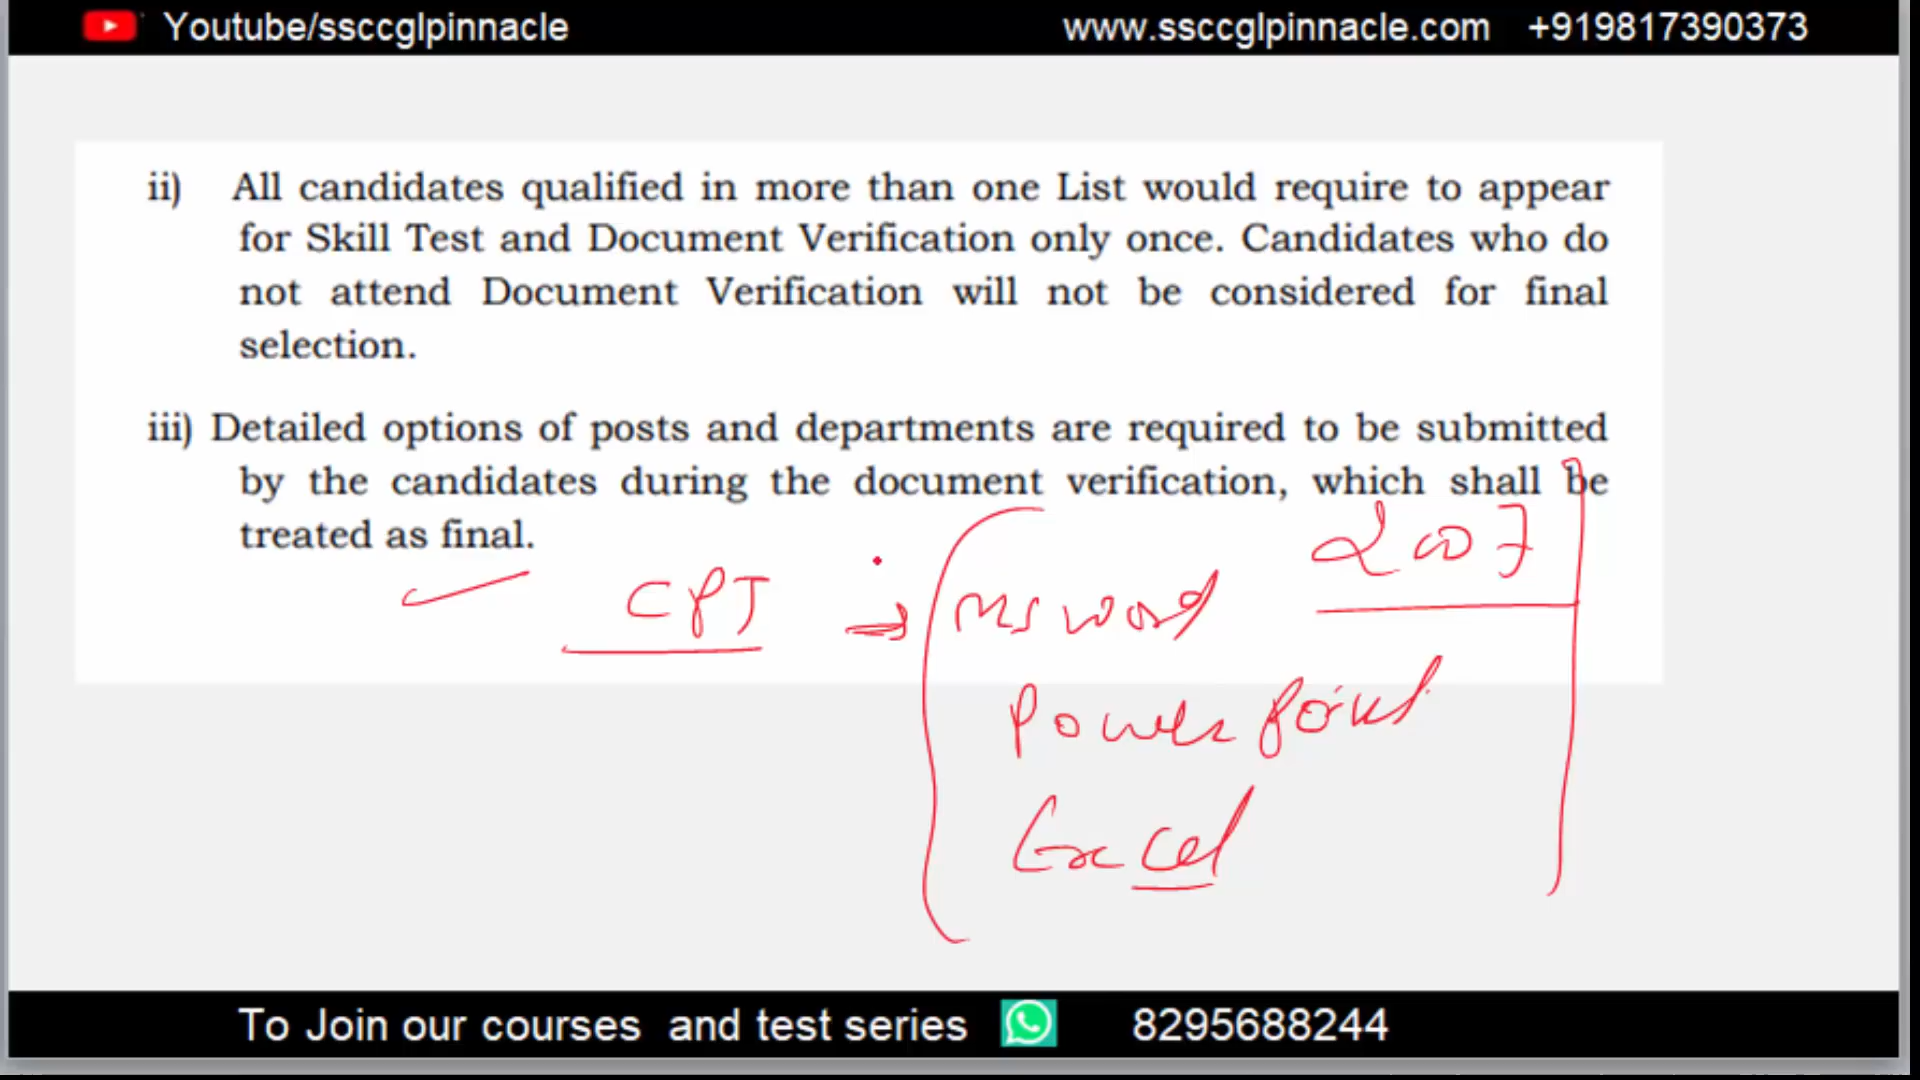 Youtube/ssccglpinnacle www.ssccglpinnacle.com +919817390373
ii) All candidates qualified in more than one List would require to appear
for Skill Test and Document Verification only once. Candidates who do
not attend Document Verification will not be considered for final
selection.
iii) Detailed options of posts and departments are required to be submitted
by the candidates during the document verification, which shall be
treated as final.
2007
CPT → MS Word
Power Point
Excel
To Join our courses and test series 8295688244